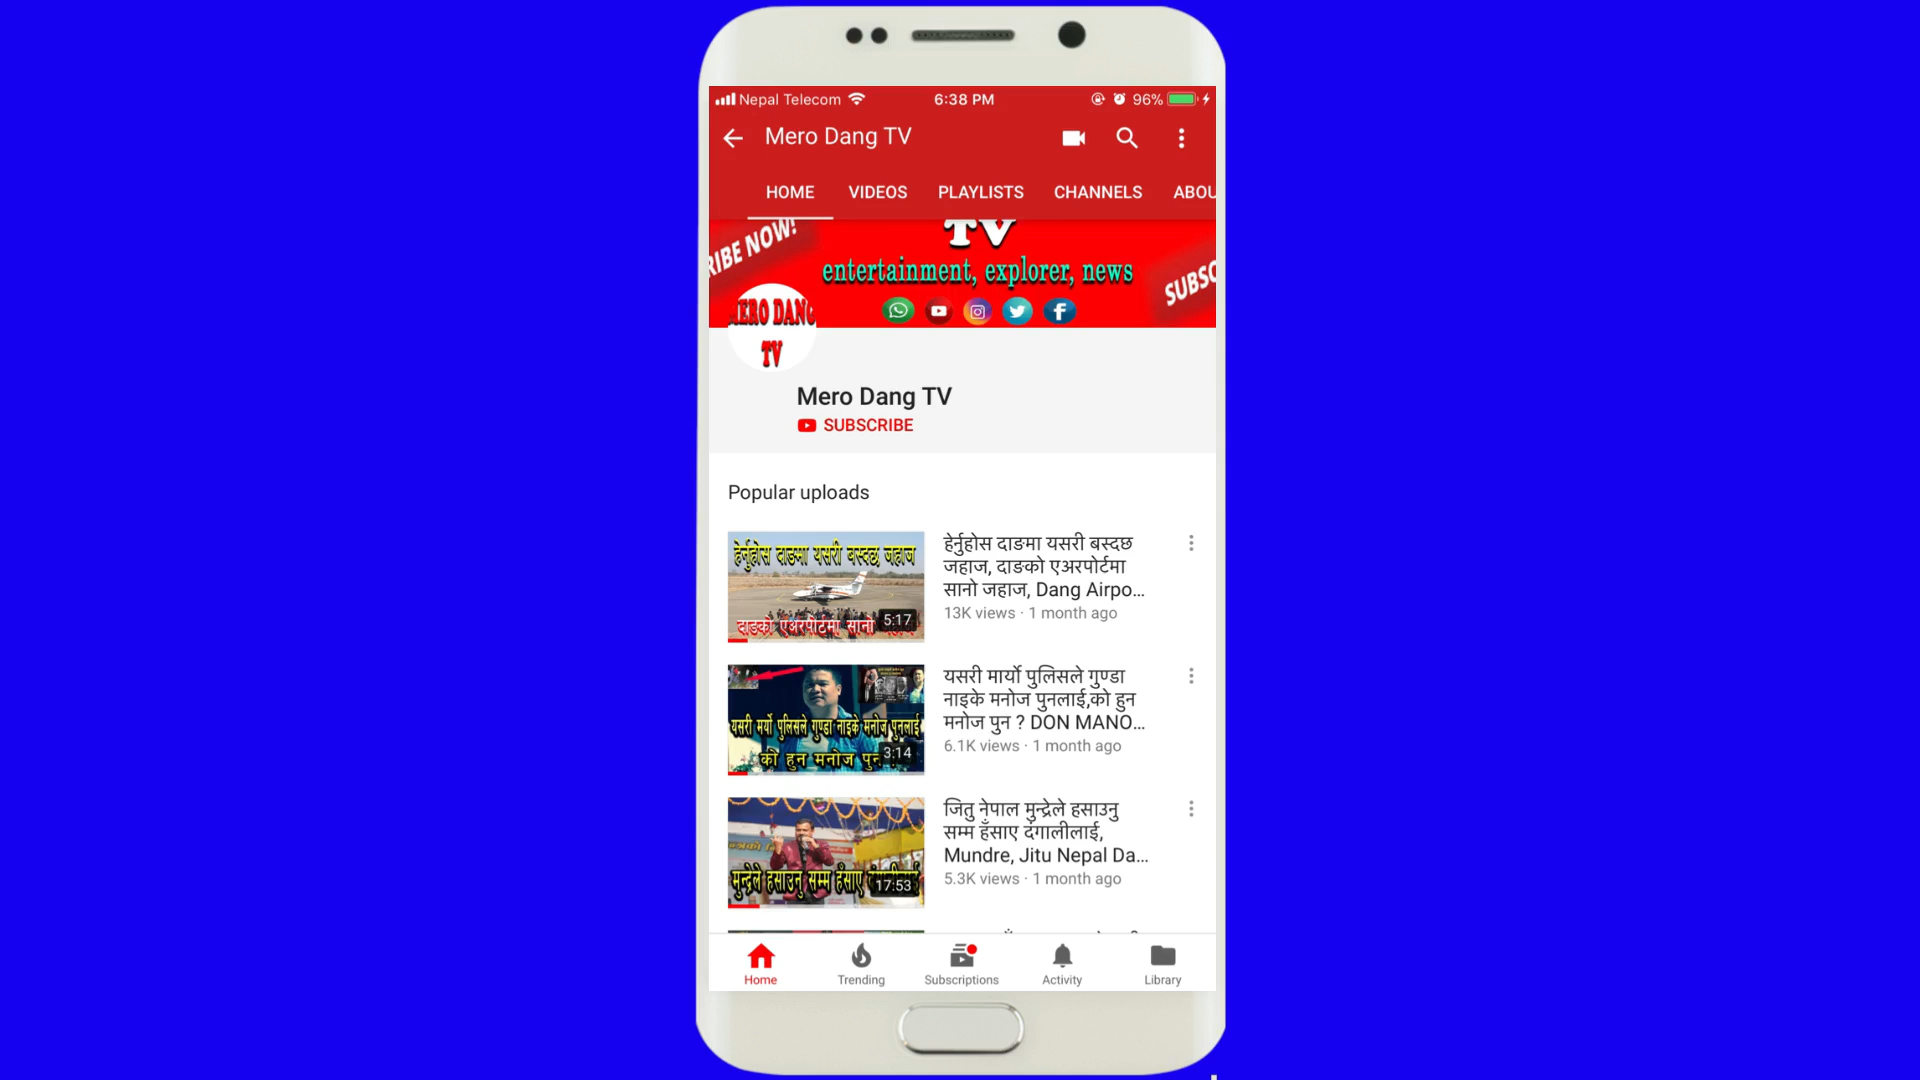 Nepal Telecom
6:38 PM
96%
Mero Dang TV
HOME VIDEOS PLAYLISTS CHANNELS ABOU
RIBE NOW!
TV
entertainment, explorer, news
SUBSC
MERO DANG
TV
Mero Dang TV
SUBSCRIBE
Popular uploads
हेर्नुहोस दाङमा यसरी बस्दछ जहाज
दाङको एअरपोर्टमा सानो
5:17
हेर्नुहोस दाङमा यसरी बस्दछ
जहाज, दाङको एअरपोर्टमा
सानो जहाज, Dang Airpo...
13K views · 1 month ago
यसरी मर्यो पुलिसले गुण्डा नाइके मनोज पुनलाई
की हुन मनोज पुन
3:14
यसरी मार्यो पुलिसले गुण्डा
नाइके मनोज पुनलाई,को हुन
मनोज पुन ? DON MANO...
6.1K views · 1 month ago
मुन्द्रेले हसाउनु सम्म हँसाए
17:53
जितु नेपाल मुन्द्रेले हसाउनु
सम्म हँसाए दंगालीलाई,
Mundre, Jitu Nepal Da...
5.3K views · 1 month ago
Home Trending Subscriptions Activity Library